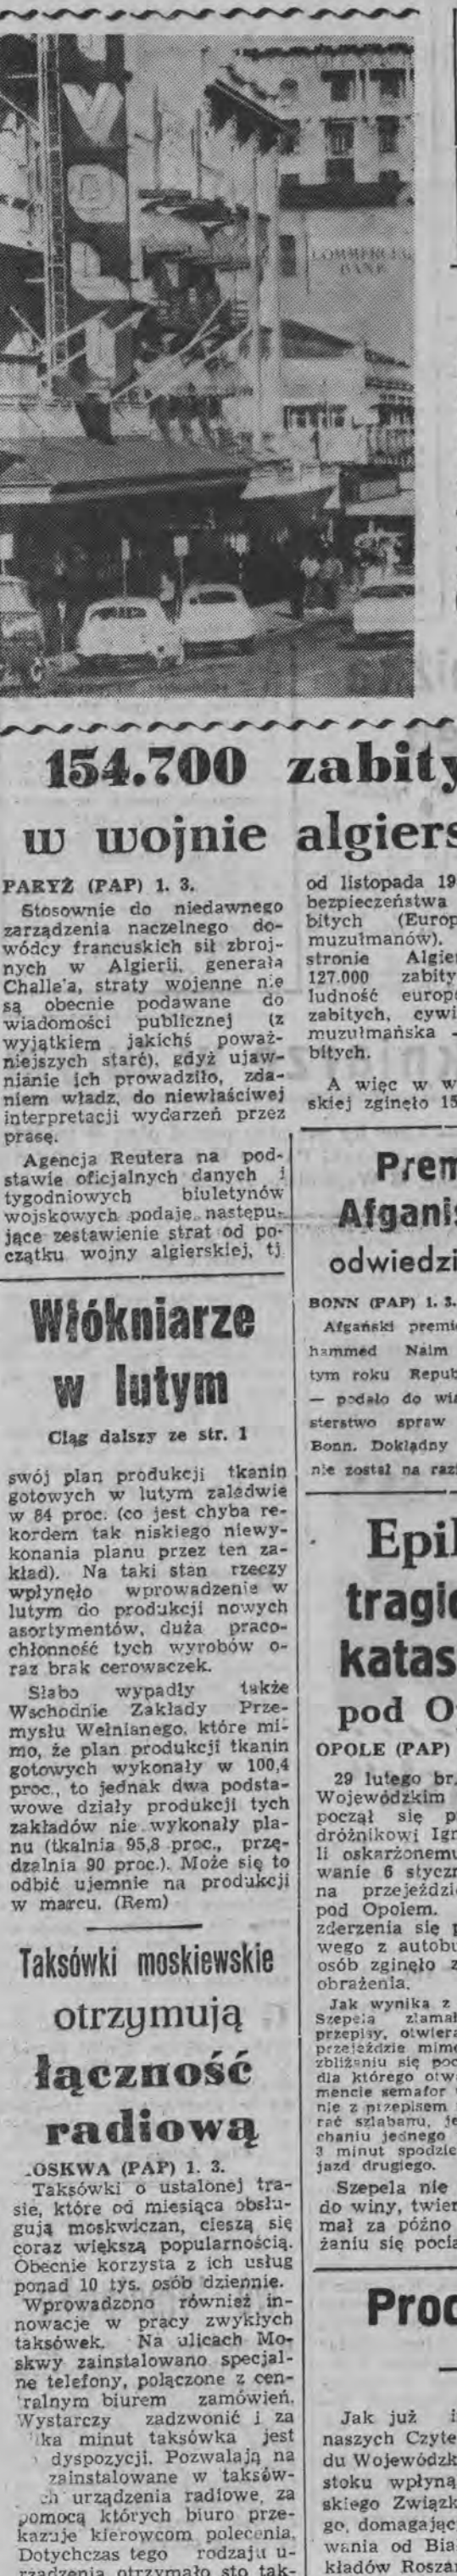 COMMERCIAL
BANK
154.700 zabity
w wojnie algiers
PARYŻ (PAP) 1. 3.
Stosownie do niedawnego
zarządzenia naczelnego do-
wódcy francuskich sił zbroj-
nych w Algierii, generała
Challe'a, straty wojenne nie
są obecnie podawane do
wiadomości publicznej (z
wyjątkiem jakichś poważ-
niejszych starć), gdyż ujaw-
nianie ich prowadziło, zda-
niem władz, do niewłaściwej
interpretacji wydarzeń przez
prasę.
Agencja Reutera na pod-
stawie oficjalnych danych i
tygodniowych biuletynów
wojskowych podaje następu-
jące zestawienie strat od po-
czątku wojny algierskiej, tj
od listopada 19
bezpieczeństwa
bitych (Europ
muzułmanów).
stronie Algier
127.000 zabity
ludność europe
zabitych, cywi
muzułmańska -
bitych.
A więc w w
skiej zginęło 15
Włókniarze
w lutym
Ciąg dalszy ze str. 1
swój plan produkcji tkanin
gotowych w lutym zaledwie
w 84 proc. (co jest chyba re-
kordem tak niskiego niewy-
konania planu przez ten za-
kład). Na taki stan rzeczy
wpłynęło wprowadzenie w
lutym do produkcji nowych
asortymentów, duża praco-
chłonność tych wyrobów o-
raz brak cerowaczek.
Słabo wypadły także
Wschodnie Zakłady Prze-
mysłu Wełnianego, które mi-
mo, że plan produkcji tkanin
gotowych wykonały w 100,4
proc., to jednak dwa podsta-
wowe działy produkcji tych
zakładów nie wykonały pla-
nu (tkalnia 95,8 proc., przę-
dzalnia 90 proc.). Może się to
odbić ujemnie na produkcji
w marcu. (Rem)
Taksówki moskiewskie
otrzymują
łączność
radiową
OSKWA (PAP) 1. 3.
Taksówki o ustalonej tra-
sie, które od miesiąca obsłu-
gują moskwiczan, cieszą się
coraz większą popularnością.
Obecnie korzysta z ich usług
ponad 10 tys. osób dziennie.
Wprowadzono również in-
nowacje w pracy zwykłych
taksówek. Na ulicach Mo-
skwy zainstalowano specjal-
ne telefony, połączone z cen-
ralnym biurem zamówień.
Wystarczy zadzwonić i za
ka minut taksówka jest
dyspozycji. Pozwalają na
zainstalowane w taksów-
ch urządzenia radiowe, za
pomocą których biuro prze-
kazuje kierowcom polecenia.
Dotychczas tego rodzaju u-
rządzenia otrzymało sto tak-
Prem
Afganis
odwiedzi
BONN (PAP) 1. 3.
Afgański premie
hammed Naim
tym roku Repub
— podało do wia
sterstwo spraw
Bonn. Dokładny
nie został na razi
Epil
tragic
katas
pod O
OPOLE (PAP)
29 lutego br.
Wojewódzkim
począł się p
dróżnikowi Ign
li oskarżonemu
wanie 6 styczn
na przejeździe
pod Opolem.
zderzenia się p
wego z autobu
osób zginęło z
obrażenia.
Jak wynika z
Szepela złamał
przepisy, otwiera
przejeździe mimo
zbliżaniu się poc
dla którego otw
mencie semafor
nie z przepisem
rać szlabanu, je
chaniu jednego
3 minut spodzie
jazd drugiego.
Szepela nie
do winy, twier
mał za późno
żaniu się pocią
Proc
Jak już i
naszych Czyte
du Wojewódzk
stoku wpłyną
skiego Związk
go, domagając
wania od Bia
kładów Rosza